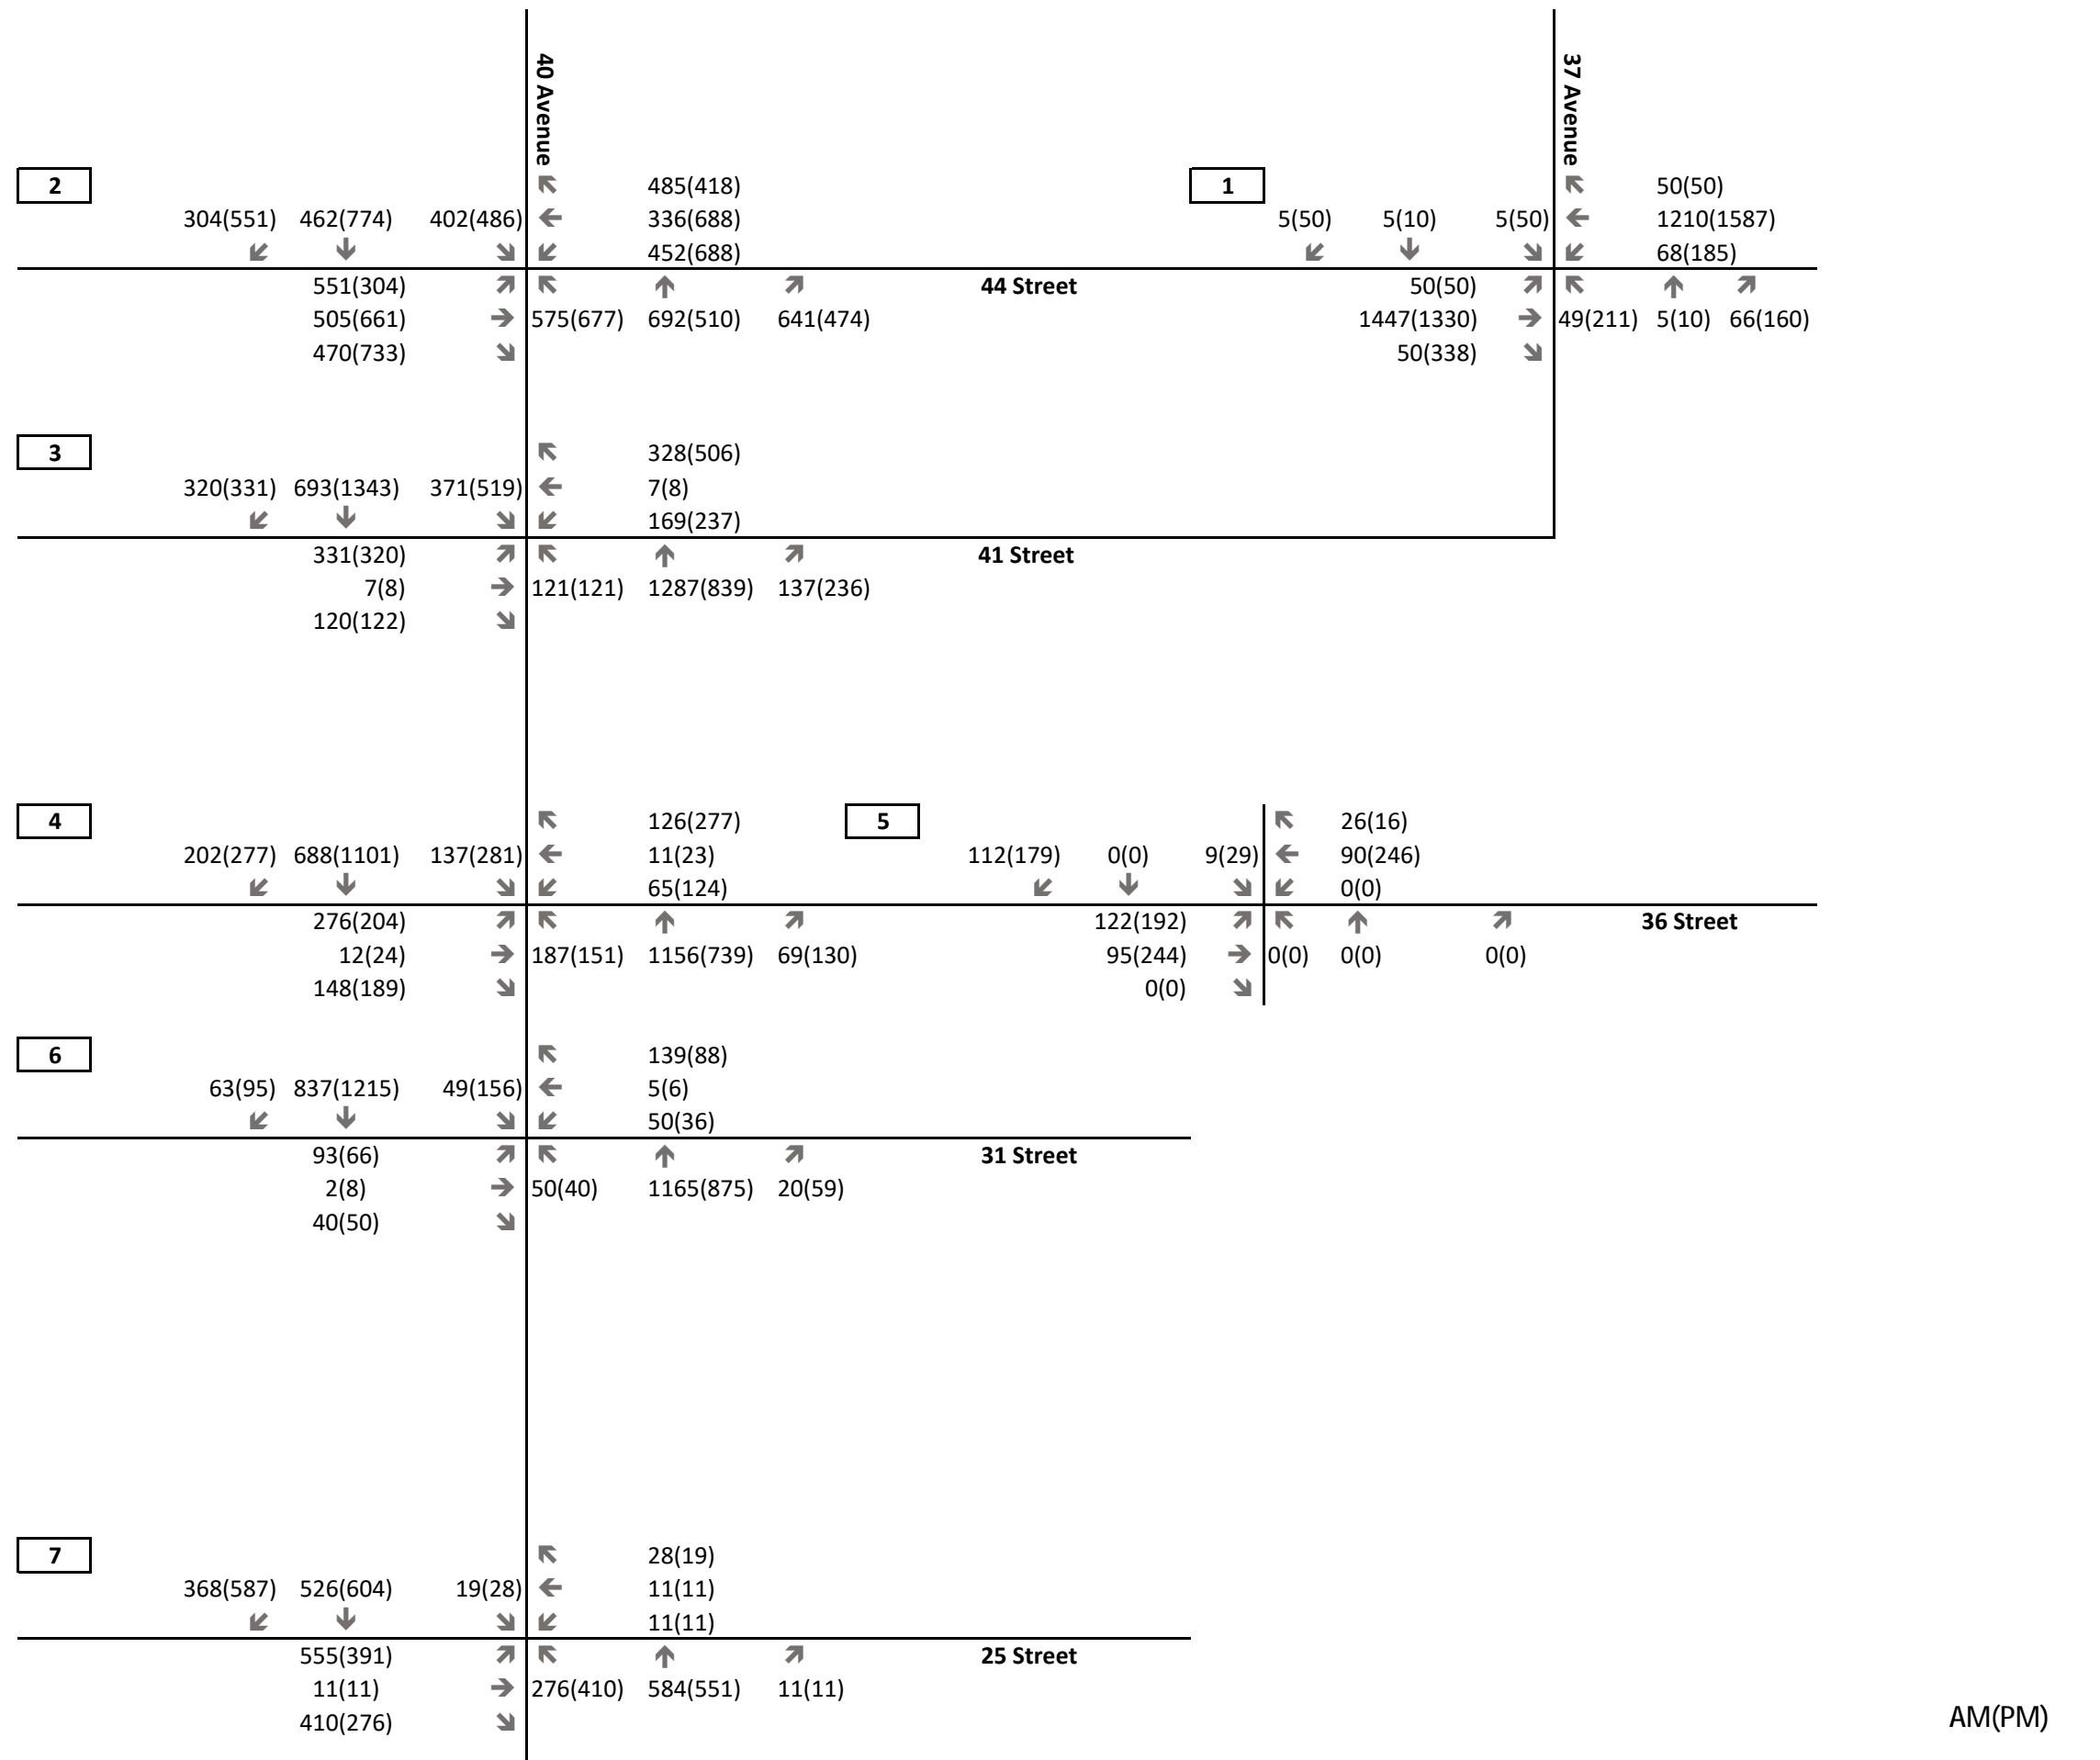 40 Avenue
37 Avenue
2
485(418)
304(551) 462(774) 402(486) 336(688)
452(688)
551(304) 44 Street
505(661) 575(677) 692(510) 641(474)
470(733)
1
50(50)
5(50) 5(10) 5(50) 1210(1587)
68(185)
50(50)
1447(1330) 49(211) 5(10) 66(160)
50(338)
3
328(506)
320(331) 693(1343) 371(519) 7(8)
169(237)
331(320) 41 Street
7(8) 121(121) 1287(839) 137(236)
120(122)
4
126(277)
202(277) 688(1101) 137(281) 11(23)
65(124)
276(204)
12(24) 187(151) 1156(739) 69(130)
148(189)
5
26(16)
112(179) 0(0) 9(29) 90(246)
0(0)
122(192) 36 Street
95(244) 0(0) 0(0) 0(0)
0(0)
6
139(88)
63(95) 837(1215) 49(156) 5(6)
50(36)
93(66) 31 Street
2(8) 50(40) 1165(875) 20(59)
40(50)
7
28(19)
368(587) 526(604) 19(28) 11(11)
11(11)
555(391) 25 Street
11(11) 276(410) 584(551) 11(11)
410(276)
AM(PM)